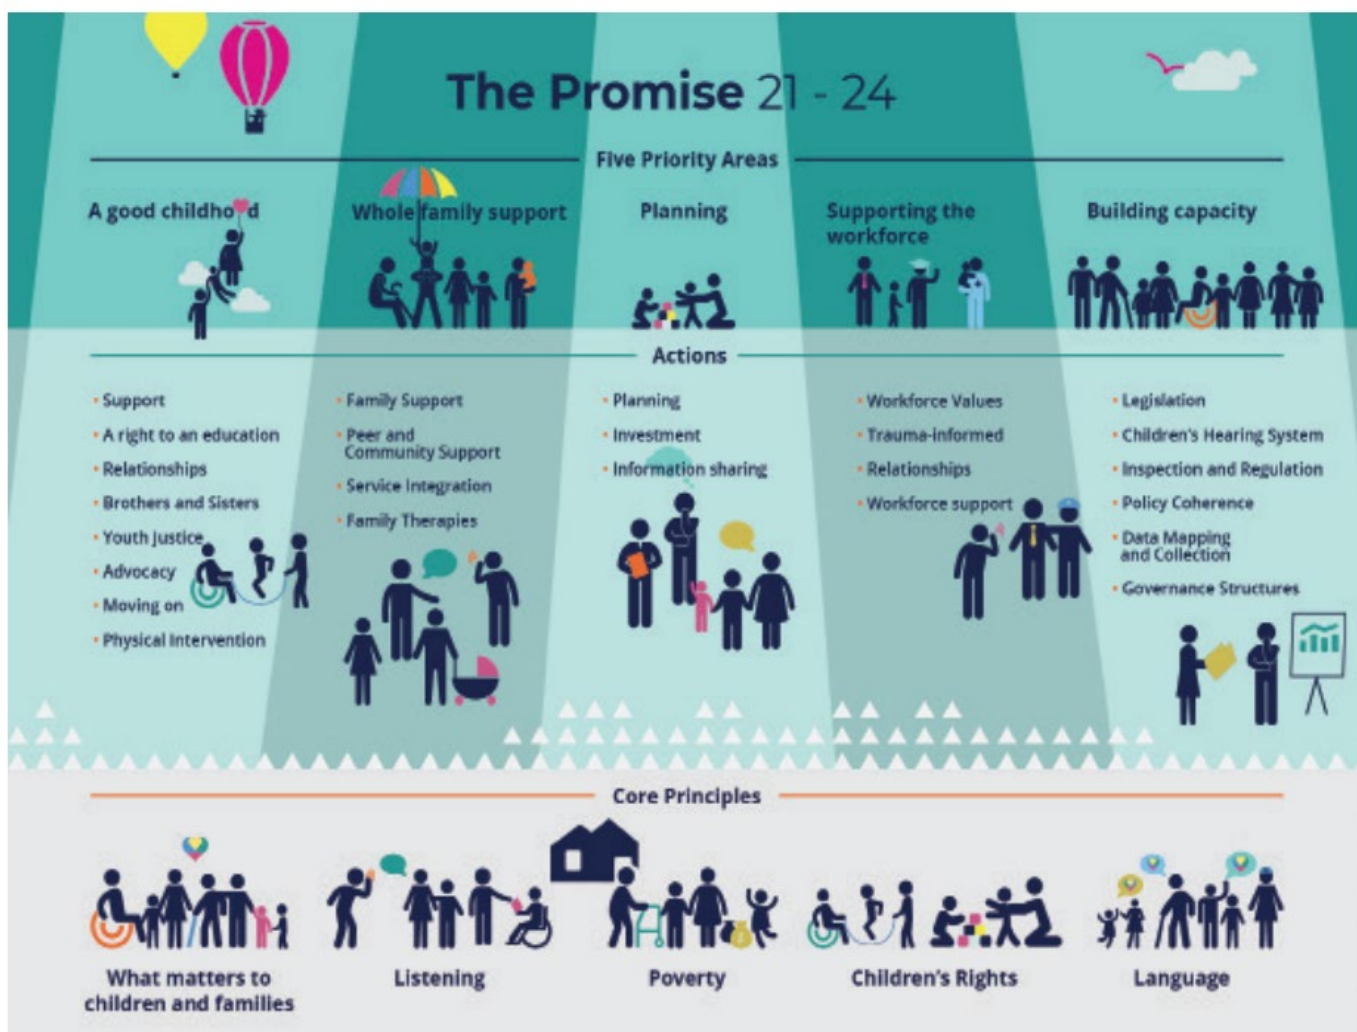 The Promise 21 - 24
Five Priority Areas
A good childhood
Whole family support
Planning
Supporting the
workforce
Building capacity
Actions
• Support
• A right to an education
• Relationships
• Brothers and Sisters
• Youth Justice
• Advocacy
• Moving on
• Physical Intervention
• Family Support
• Peer and
Community Support
• Service Integration
• Family Therapies
• Planning
• Investment
• Information sharing
• Workforce Values
• Trauma-informed
• Relationships
• Workforce support
• Legislation
• Children's Hearing System
• Inspection and Regulation
• Policy Coherence
• Data Mapping
and Collection
• Governance Structures
Core Principles
What matters to
children and families
Listening
Poverty
Children's Rights
Language